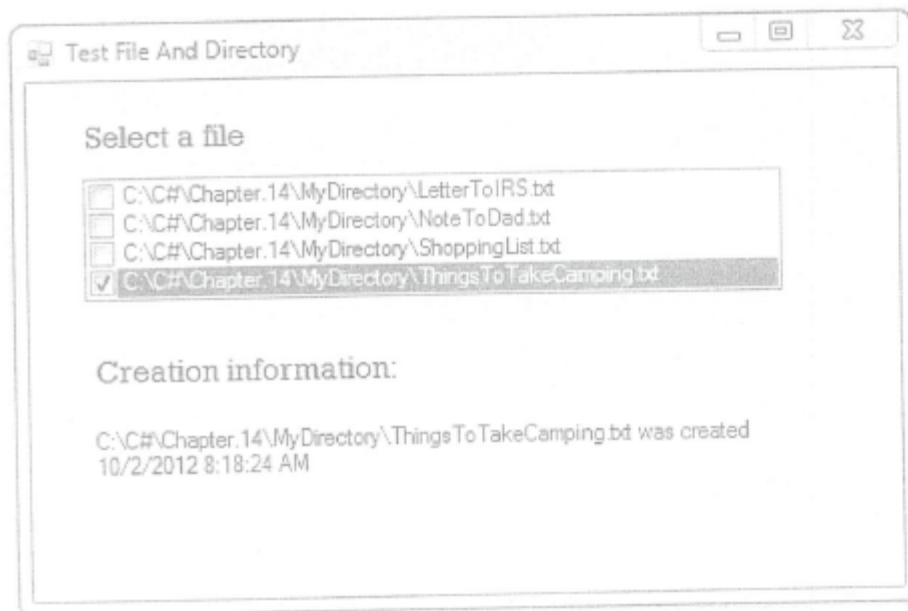 Test File And Directory
Select a file
C:\C#\Chapter.14\MyDirectory\LetterToIRS.txt
C:\C#\Chapter.14\MyDirectory\NoteToDad.txt
C:\C#\Chapter.14\MyDirectory\ShoppingList.txt
C:\C#\Chapter.14\MyDirectory\ThingsToTakeCamping.txt
Creation information:
C:\C#\Chapter.14\MyDirectory\ThingsToTakeCamping.txt was created
10/2/2012 8:18:24 AM